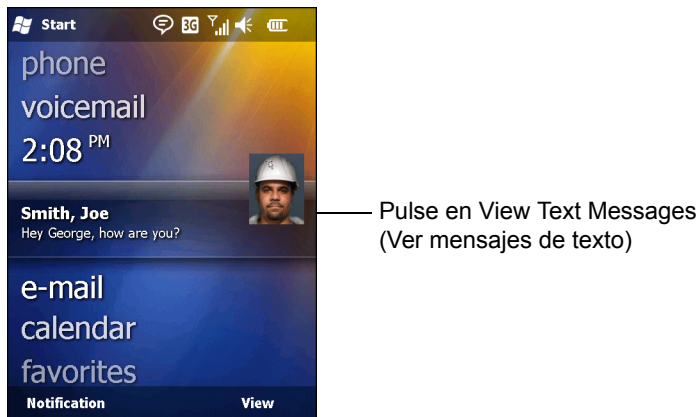 Start
3G
phone
voicemail
2:08 PM
Smith, Joe
Hey George, how are you?
Pulse en View Text Messages
(Ver mensajes de texto)
e-mail
calendar
favorites
Notification View